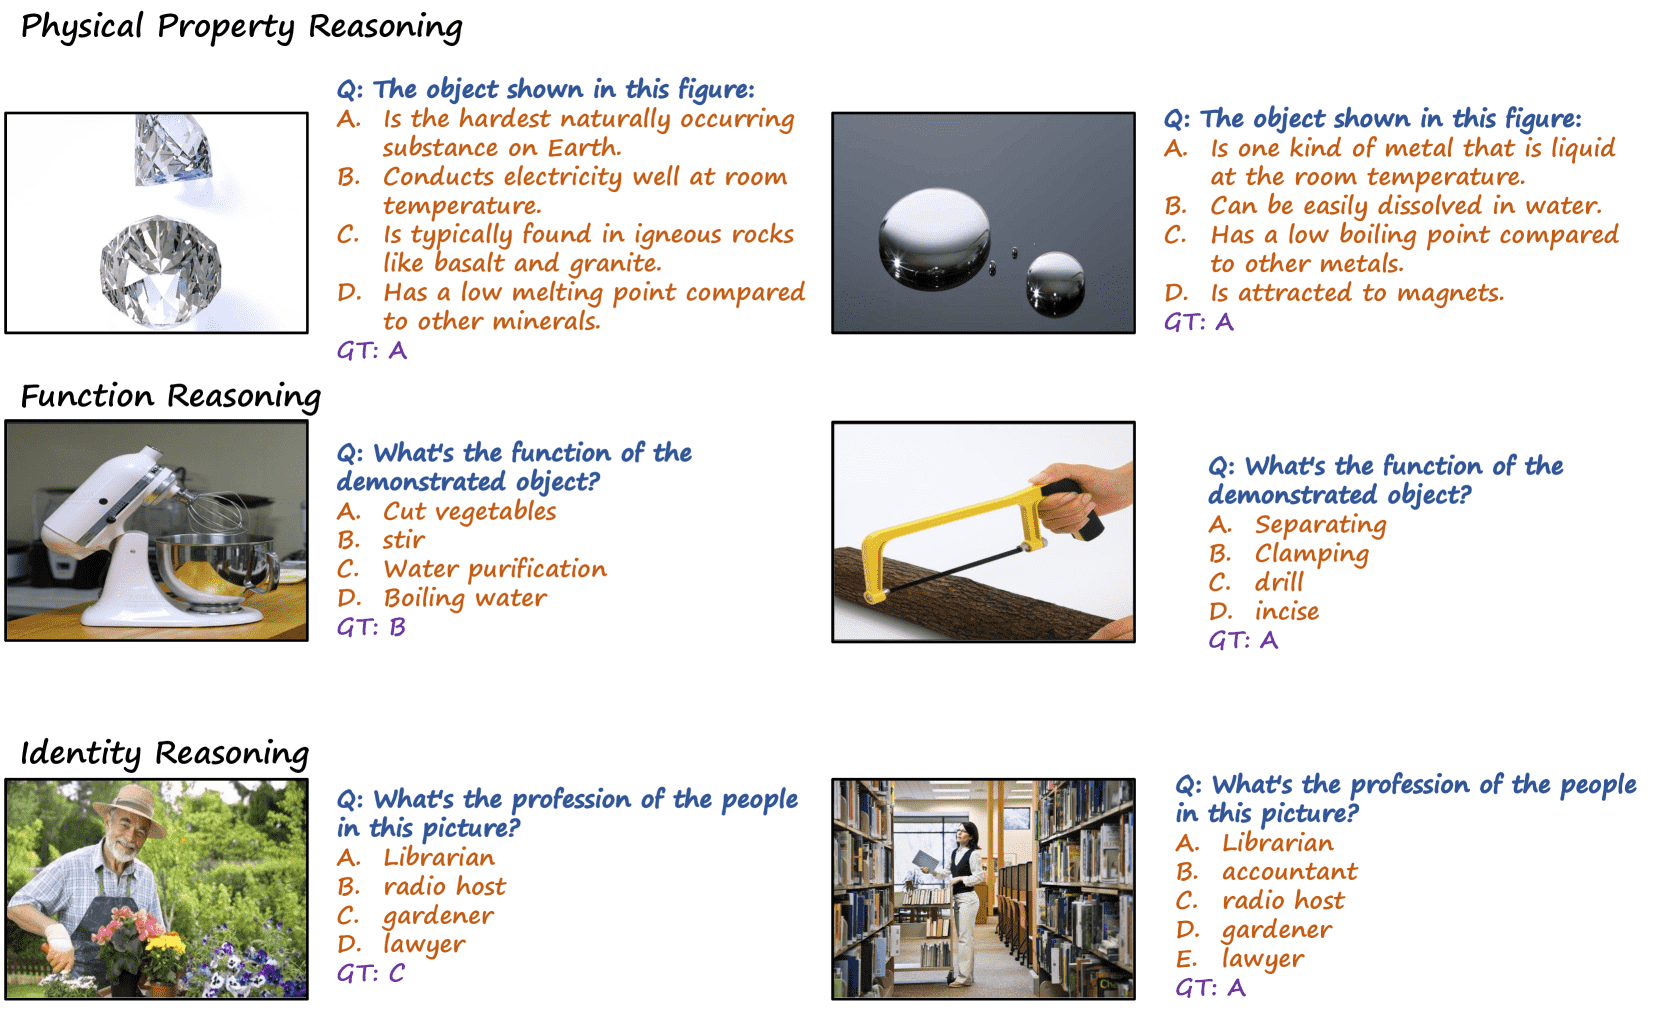 Physical Property Reasoning
Q: The object shown in this figure:
A. Is the hardest naturally occurring
substance on Earth.
B. Conducts electricity well at room
temperature.
C. Is typically found in igneous rocks
like basalt and granite.
D. Has a low melting point compared
to other minerals.
GT: A
Q: The object shown in this figure:
A. Is one kind of metal that is liquid
at the room temperature.
B. Can be easily dissolved in water.
C. Has a low boiling point compared
to other metals.
D. Is attracted to magnets.
GT: A
Function Reasoning
Q: What's the function of the
demonstrated object?
A. Cut vegetables
B. stir
C. Water purification
D. Boiling water
GT: B
Q: What's the function of the
demonstrated object?
A. Separating
B. Clamping
C. drill
D. incise
GT: A
Identity Reasoning
Q: What's the profession of the people
in this picture?
A. Librarian
B. radio host
C. gardener
D. lawyer
GT: C
Q: What's the profession of the people
in this picture?
A. Librarian
B. accountant
C. radio host
D. gardener
E. lawyer
GT: A